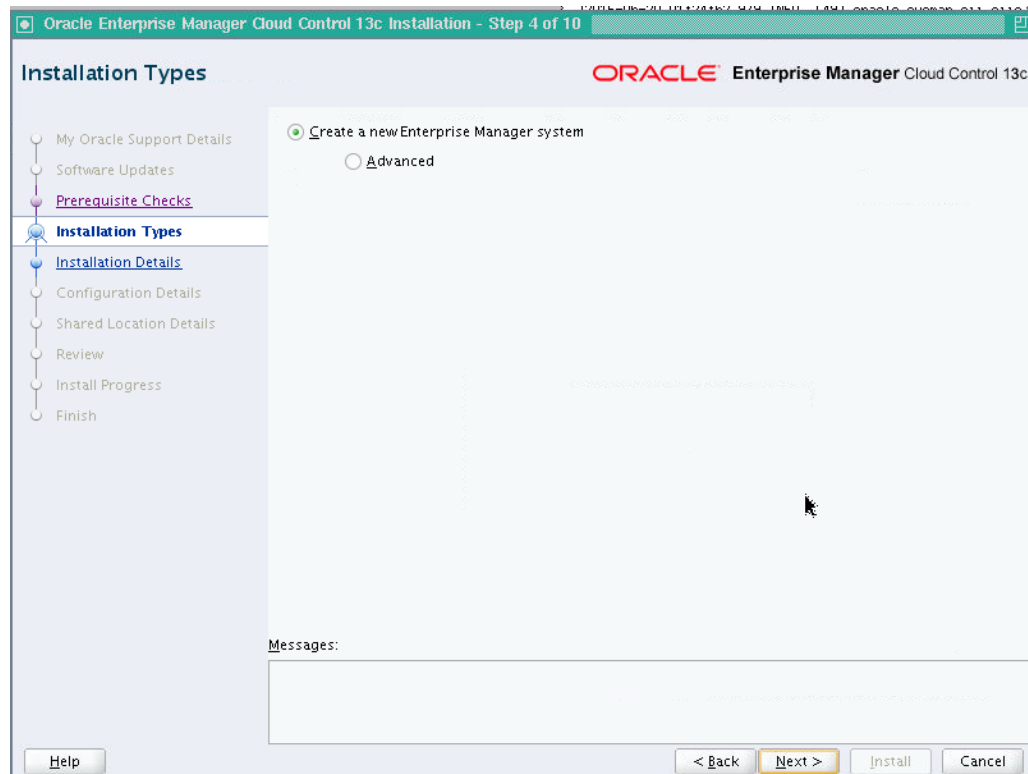 Oracle Enterprise Manager Cloud Control 13c Installation - Step 4 of 10
Installation Types
ORACLE Enterprise Manager Cloud Control 13c
My Oracle Support Details
Software Updates
Prerequisite Checks
Installation Types
Installation Details
Configuration Details
Shared Location Details
Review
Install Progress
Finish
Create a new Enterprise Manager system
Advanced
Messages:
Help
< Back
Next >
Install
Cancel